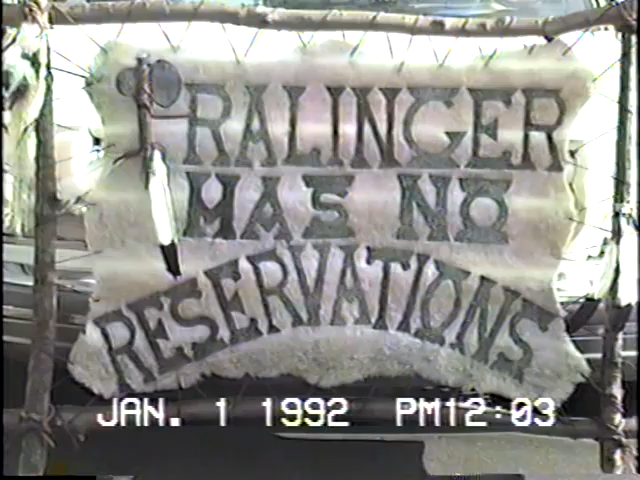 RALINGER
HAS NO
RESERVATIONS
JAN. 1 1992 PM12:03